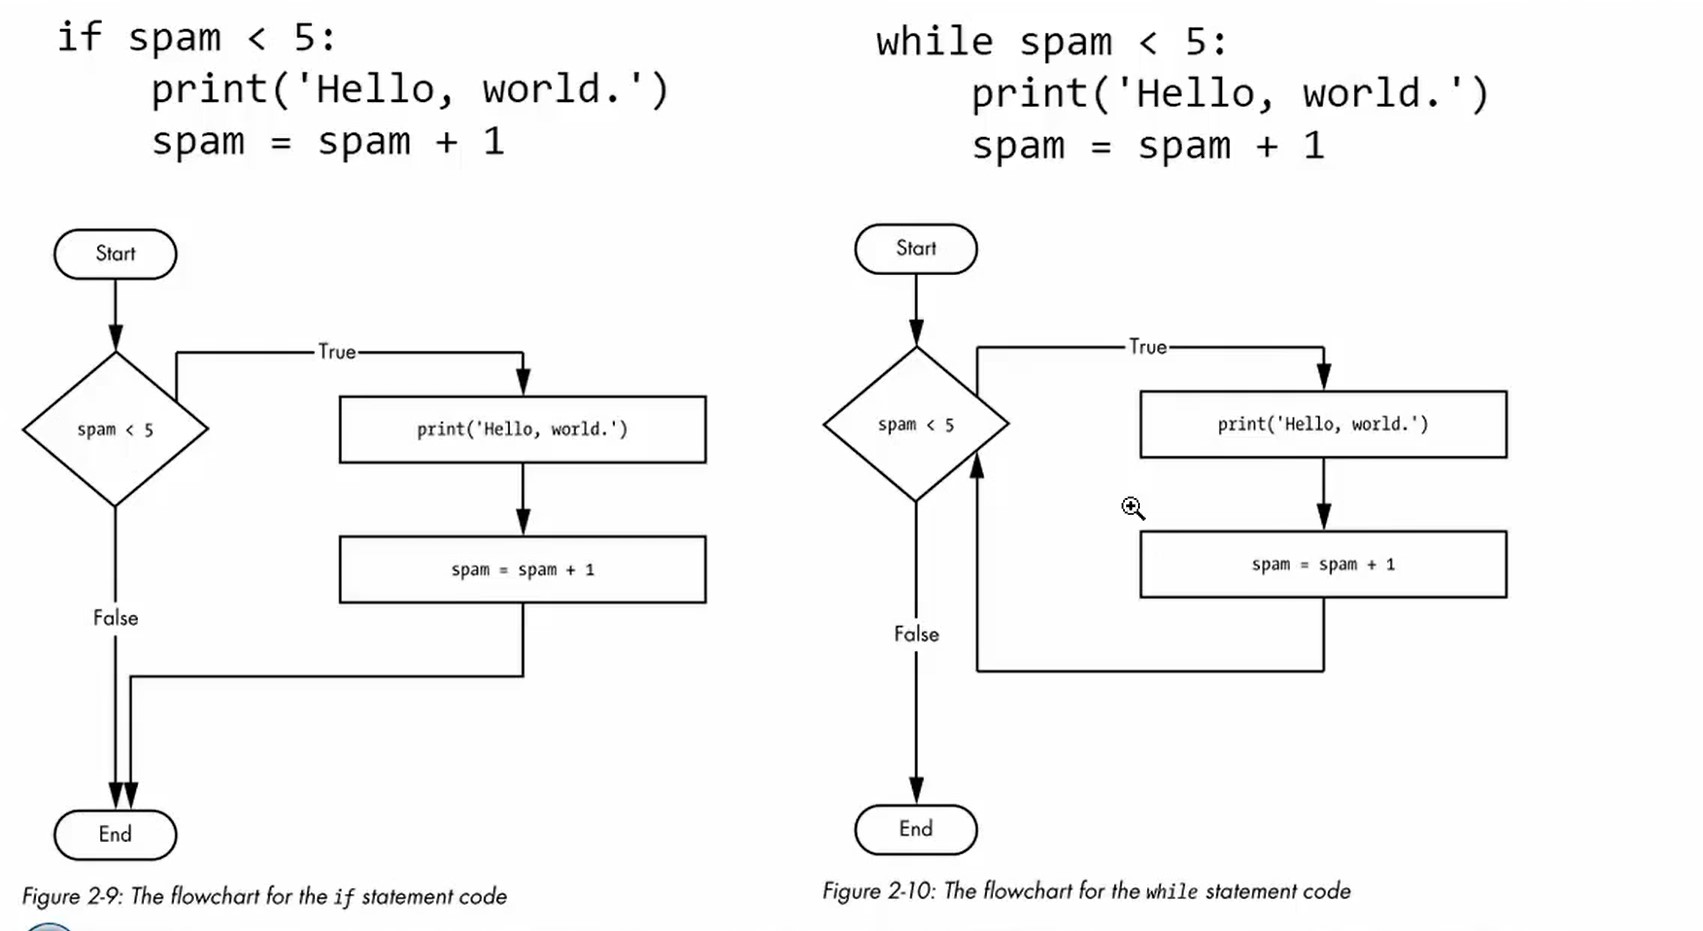 if spam < 5:
    print('Hello, world.')
    spam = spam + 1
Start
True
spam < 5
print('Hello, world.')
spam = spam + 1
False
End
Figure 2-9: The flowchart for the if statement code
while spam < 5:
    print('Hello, world.')
    spam = spam + 1
Start
True
spam < 5
print('Hello, world.')
spam = spam + 1
False
End
Figure 2-10: The flowchart for the while statement code